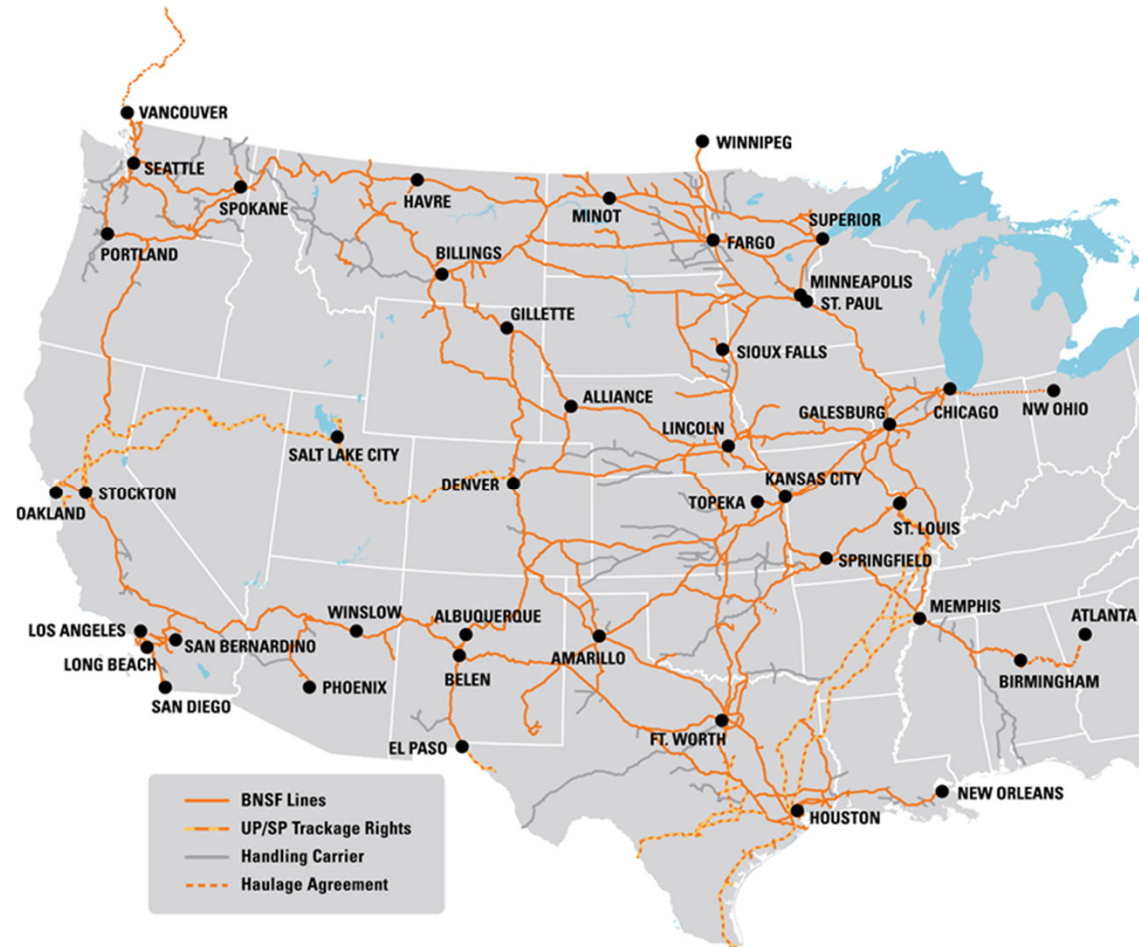 VANCOUVER
WINNIPEG
SEATTLE
SPOKANE
HAVRE
MINOT
SUPERIOR
PORTLAND
FARGO
BILLINGS
MINNEAPOLIS
ST. PAUL
GILLETTE
SIOUX FALLS
ALLIANCE
GALESBURG
CHICAGO
NW OHIO
LINCOLN
SALT LAKE CITY
DENVER
KANSAS CITY
TOPEKA
STOCKTON
OAKLAND
ST. LOUIS
SPRINGFIELD
MEMPHIS
ATLANTA
WINSLOW
ALBUQUERQUE
LOS ANGELES
SAN BERNARDINO
LONG BEACH
AMARILLO
BELEN
BIRMINGHAM
PHOENIX
SAN DIEGO
FT. WORTH
EL PASO
NEW ORLEANS
HOUSTON
BNSF Lines
UP/SP Trackage Rights
Handling Carrier
Haulage Agreement